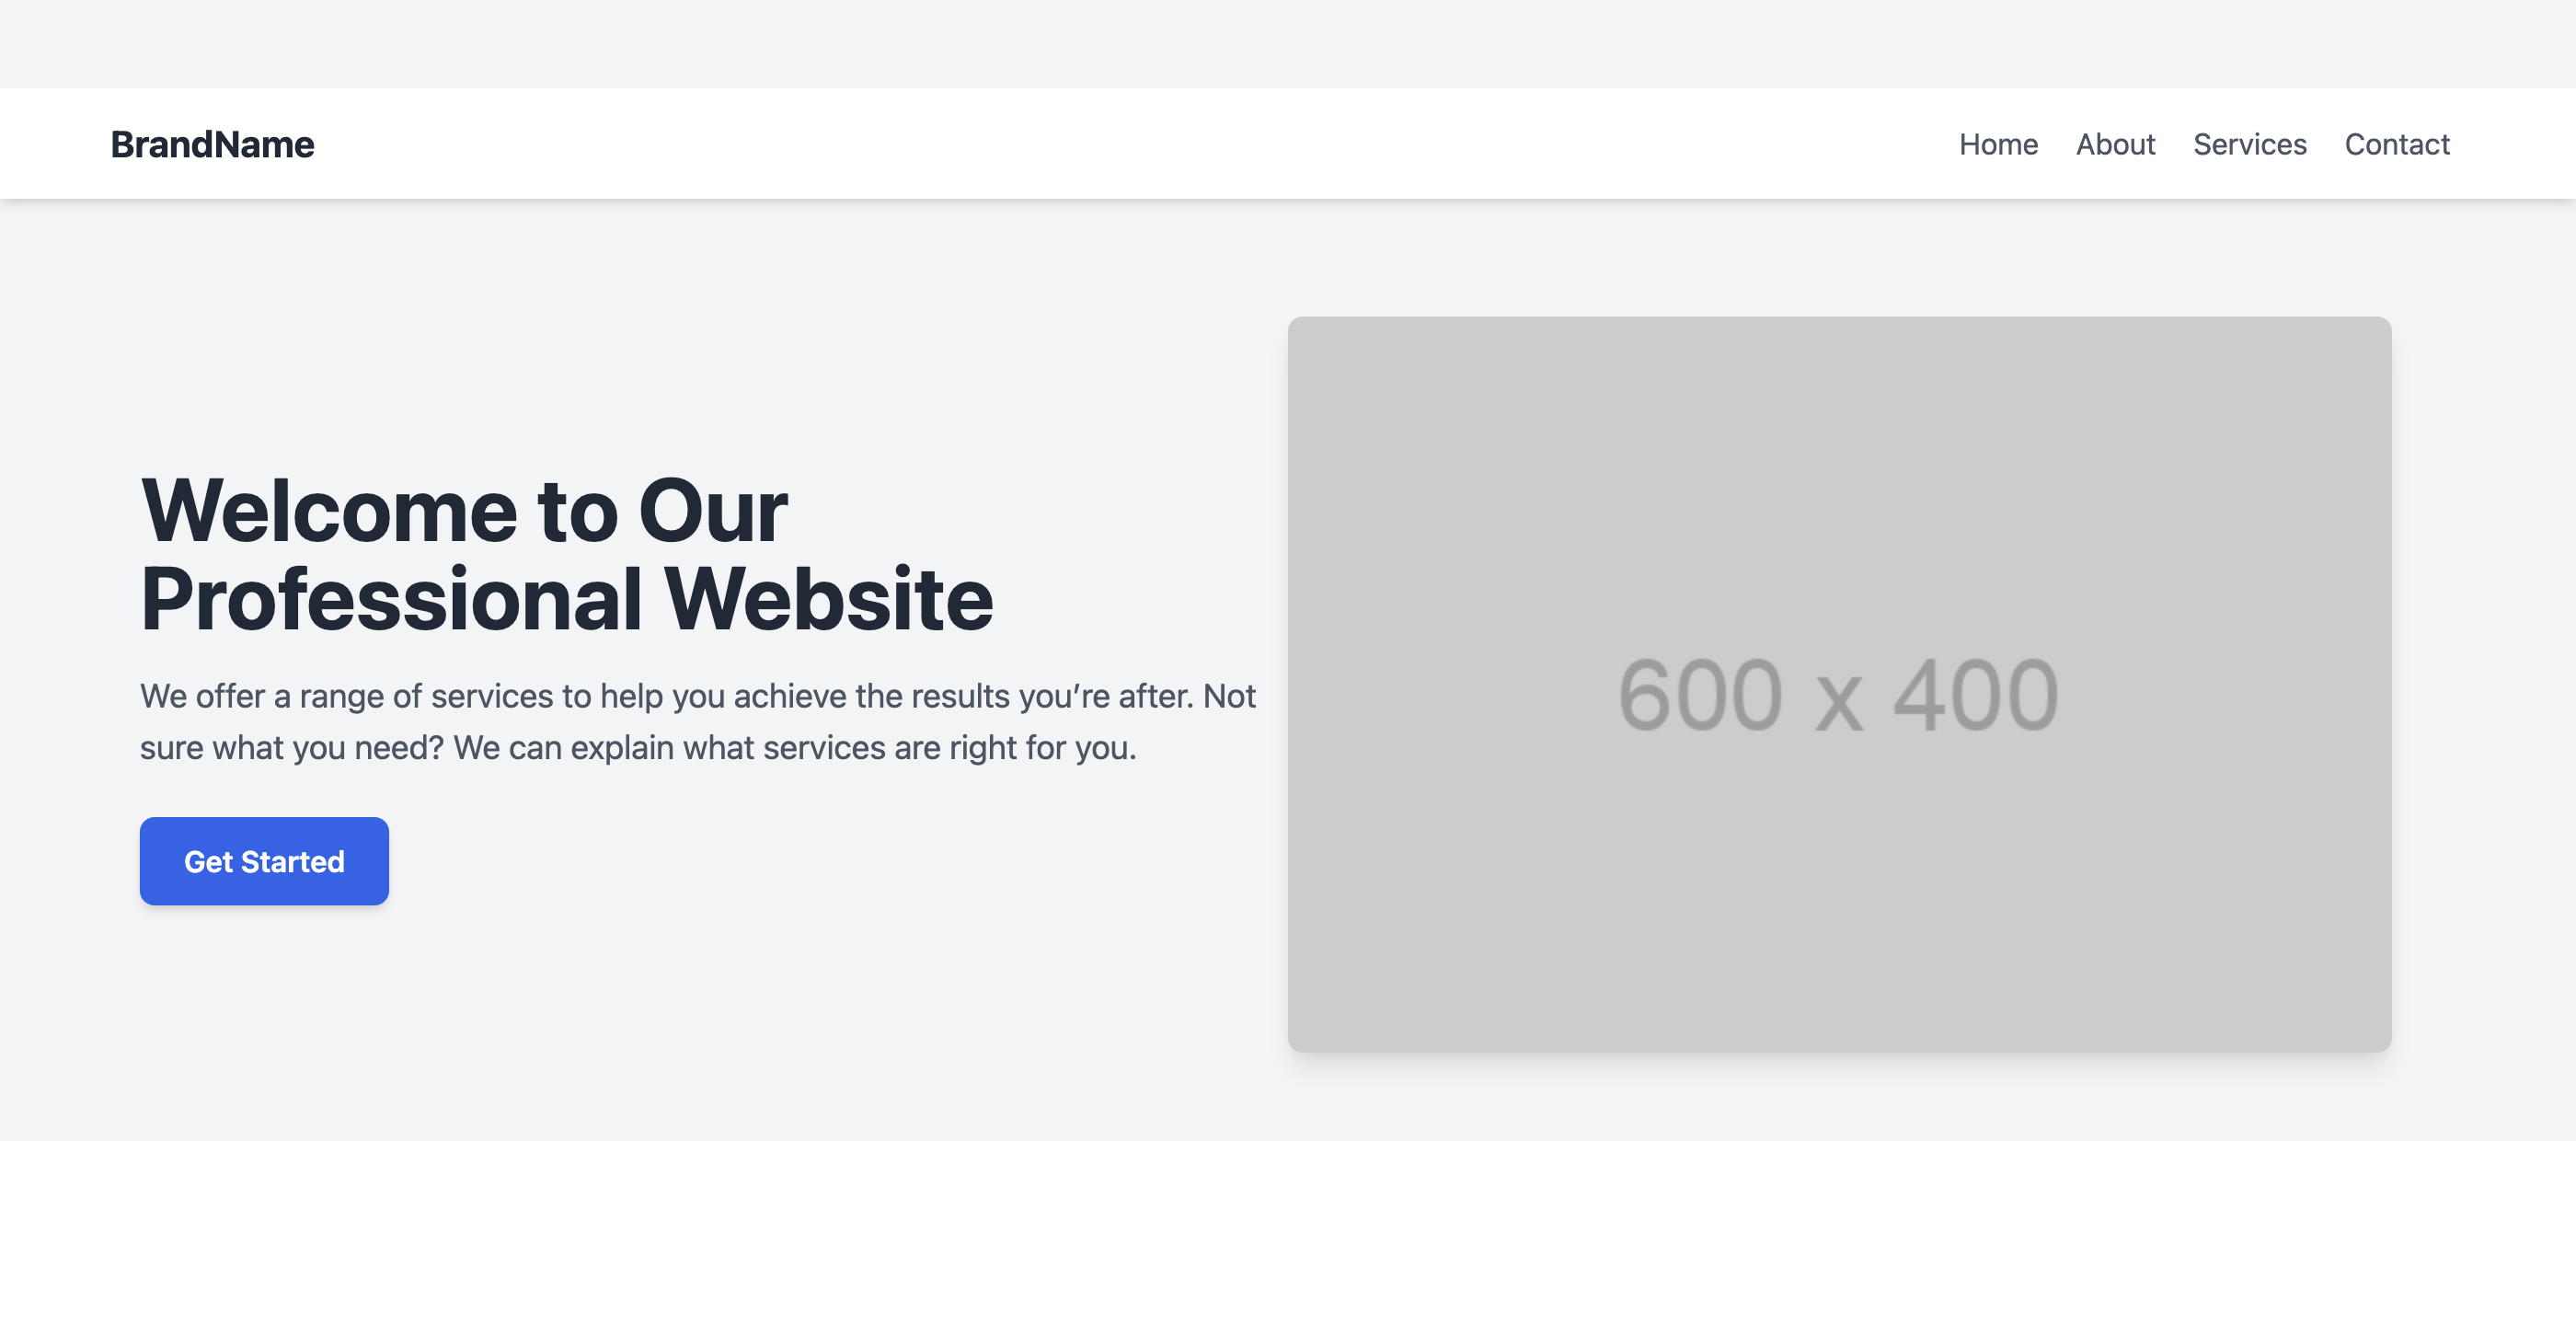 BrandName
Home About Services Contact
Welcome to Our
Professional Website
We offer a range of services to help you achieve the results you’re after. Not
sure what you need? We can explain what services are right for you.
Get Started
600 x 400